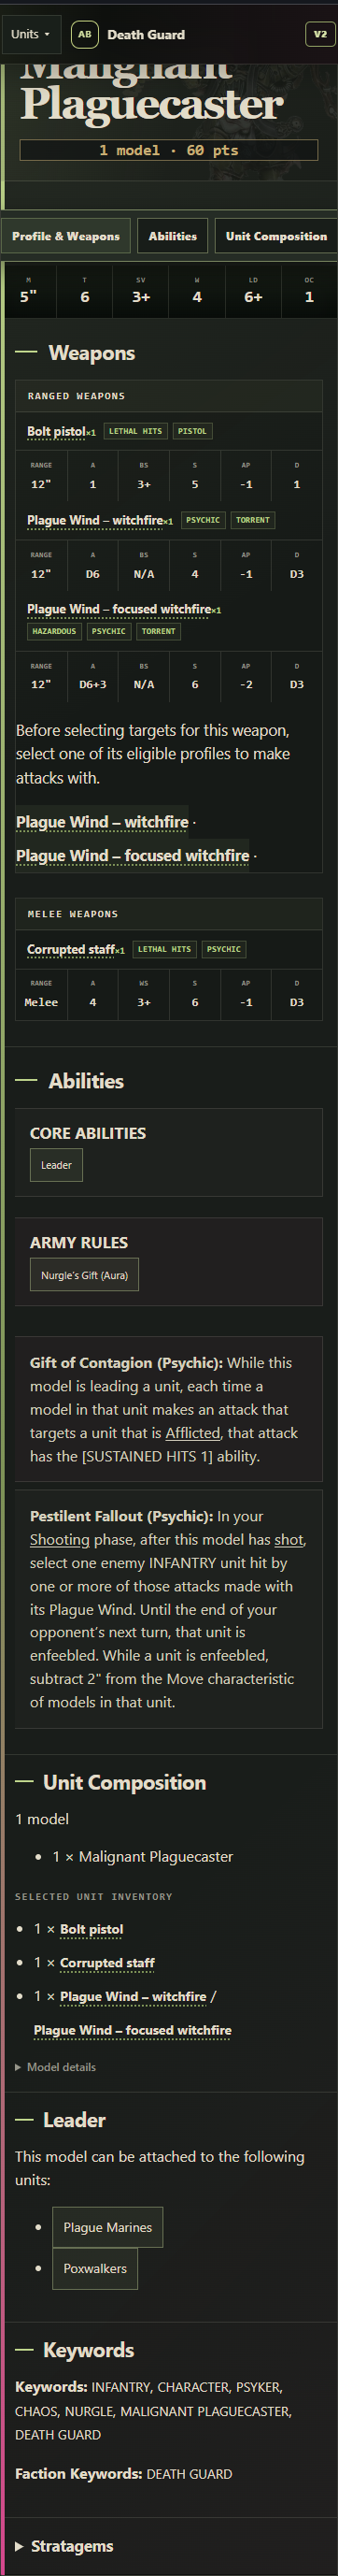 Units ▾ AB Death Guard V2
Malignant
Plaguecaster
1 model · 60 pts
Profile & Weapons Abilities Unit Composition
M T SV W LD OC
5" 6 3+ 4 6+ 1
Weapons
RANGED WEAPONS
Bolt pistol×1 LETHAL HITS PISTOL
RANGE A BS S AP D
12" 1 3+ 5 -1 1
Plague Wind – witchfire×1 PSYCHIC TORRENT
RANGE A BS S AP D
12" D6 N/A 4 -1 D3
Plague Wind – focused witchfire×1
HAZARDOUS PSYCHIC TORRENT
RANGE A BS S AP D
12" D6+3 N/A 6 -2 D3
Before selecting targets for this weapon,
select one of its eligible profiles to make
attacks with.
Plague Wind – witchfire ·
Plague Wind – focused witchfire ·
MELEE WEAPONS
Corrupted staff×1 LETHAL HITS PSYCHIC
RANGE A WS S AP D
Melee 4 3+ 6 -1 D3
Abilities
CORE ABILITIES
Leader
ARMY RULES
Nurgle's Gift (Aura)
Gift of Contagion (Psychic): While this
model is leading a unit, each time a
model in that unit makes an attack that
targets a unit that is Afflicted, that attack
has the [SUSTAINED HITS 1] ability.
Pestilent Fallout (Psychic): In your
Shooting phase, after this model has shot,
select one enemy INFANTRY unit hit by
one or more of those attacks made with
its Plague Wind. Until the end of your
opponent's next turn, that unit is
enfeebled. While a unit is enfeebled,
subtract 2" from the Move characteristic
of models in that unit.
Unit Composition
1 model
• 1 × Malignant Plaguecaster
SELECTED UNIT INVENTORY
• 1 × Bolt pistol
• 1 × Corrupted staff
• 1 × Plague Wind – witchfire /
Plague Wind – focused witchfire
▶ Model details
Leader
This model can be attached to the following
units:
• Plague Marines
• Poxwalkers
Keywords
Keywords: INFANTRY, CHARACTER, PSYKER,
CHAOS, NURGLE, MALIGNANT PLAGUECASTER,
DEATH GUARD
Faction Keywords: DEATH GUARD
▶ Stratagems